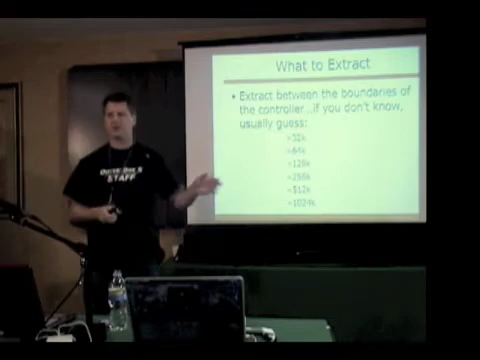 What to Extract
• Extract between the boundaries of
the controller...if you don't know,
usually guess:
32k
64k
128k
256k
512k
1024k
STAFF